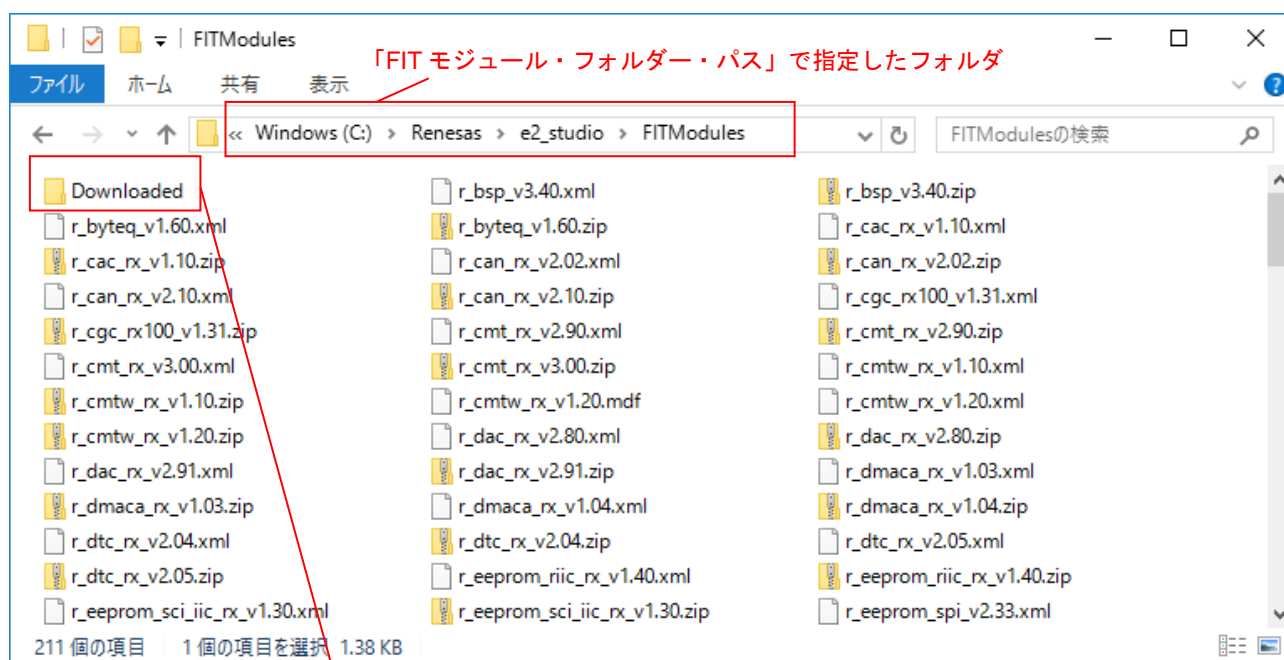 FITModules
「FIT モジュール・フォルダー・パス」で指定したフォルダ
ファイル ホーム 共有 表示
« Windows (C:) › Renesas › e2_studio › FITModules FITModulesの検索
Downloaded r_bsp_v3.40.xml r_bsp_v3.40.zip
r_byteq_v1.60.xml r_byteq_v1.60.zip r_cac_rx_v1.10.xml
r_cac_rx_v1.10.zip r_can_rx_v2.02.xml r_can_rx_v2.02.zip
r_can_rx_v2.10.xml r_can_rx_v2.10.zip r_cgc_rx100_v1.31.xml
r_cgc_rx100_v1.31.zip r_cmt_rx_v2.90.xml r_cmt_rx_v2.90.zip
r_cmt_rx_v3.00.xml r_cmt_rx_v3.00.zip r_cmtw_rx_v1.10.xml
r_cmtw_rx_v1.10.zip r_cmtw_rx_v1.20.mdf r_cmtw_rx_v1.20.xml
r_cmtw_rx_v1.20.zip r_dac_rx_v2.80.xml r_dac_rx_v2.80.zip
r_dac_rx_v2.91.xml r_dac_rx_v2.91.zip r_dmaca_rx_v1.03.xml
r_dmaca_rx_v1.03.zip r_dmaca_rx_v1.04.xml r_dmaca_rx_v1.04.zip
r_dtc_rx_v2.04.xml r_dtc_rx_v2.04.zip r_dtc_rx_v2.05.xml
r_dtc_rx_v2.05.zip r_eeprom_riic_rx_v1.40.xml r_eeprom_riic_rx_v1.40.zip
r_eeprom_sci_iic_rx_v1.30.xml r_eeprom_sci_iic_rx_v1.30.zip r_eeprom_spi_v2.33.xml
211 個の項目 1 個の項目を選択 1.38 KB